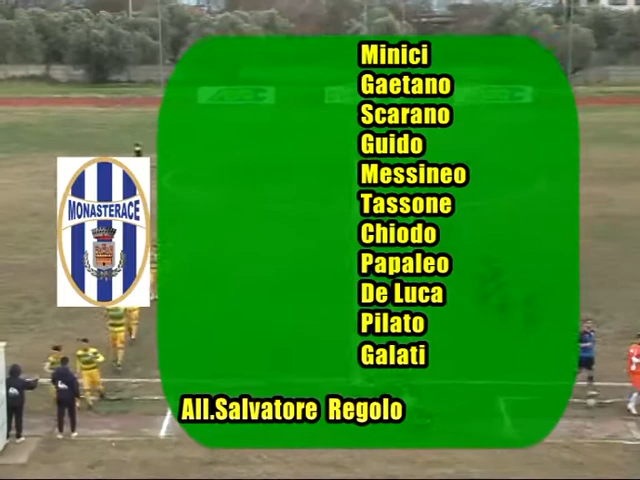 Minici
Gaetano
Scarano
Guido
Messineo
Tassone
Chiodo
Papaleo
De Luca
Pilato
Galati
MONASTERACE
All.Salvatore Regolo